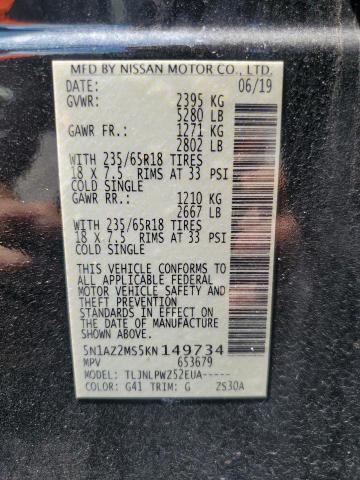 MFD BY NISSAN MOTOR CO., LTD.
DATE: 06/19
GVWR: 2395 KG
5280 LB
GAWR FR.: 1271 KG
2802 LB
WITH 235/65R18 TIRES
18 X 7.5 RIMS AT 33 PSI
COLD SINGLE
GAWR RR.: 1210 KG
2667 LB
WITH 235/65R18 TIRES
18 X 7.5 RIMS AT 33 PSI
COLD SINGLE
THIS VEHICLE CONFORMS TO
ALL APPLICABLE FEDERAL
MOTOR VEHICLE SAFETY AND
THEFT PREVENTION
STANDARDS IN EFFECT ON
THE DATE OF MANUFACTURE
SHOWN ABOVE.
5N1AZ2MS5KN149734
MPV 653679
MODEL: TLJNLPWZ52EUA-----
COLOR: G41 TRIM: G 2S30A